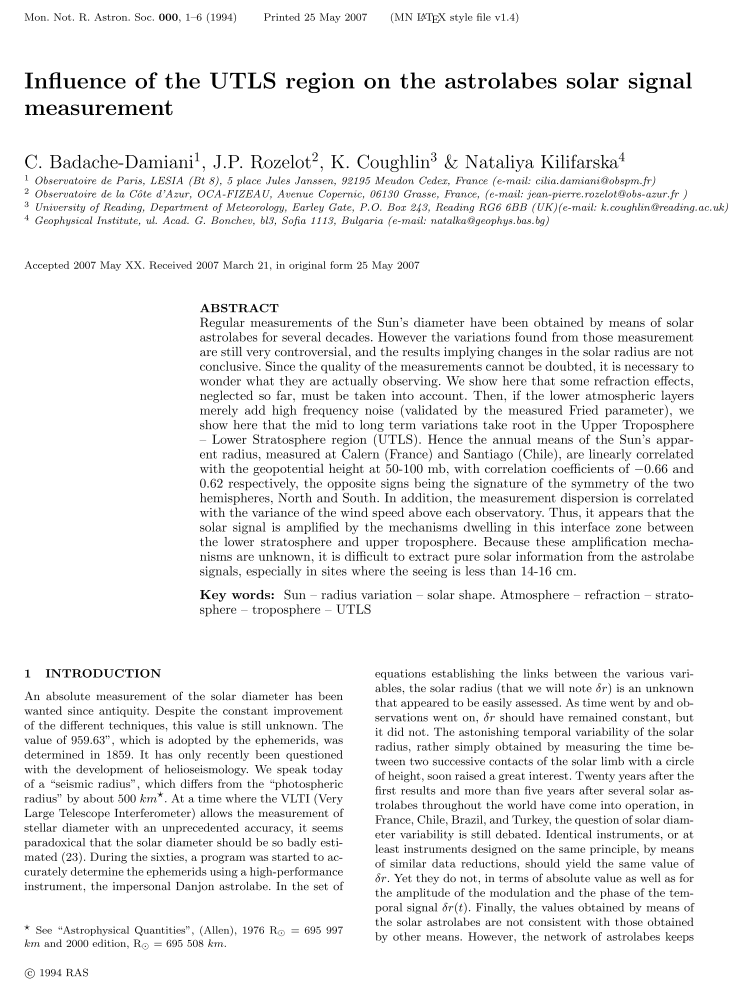 Mon. Not. R. Astron. Soc. 000, 1–6 (1994) Printed 25 May 2007 (MN LATEX style file v1.4)
Influence of the UTLS region on the astrolabes solar signal
measurement
C. Badache-Damiani1, J.P. Rozelot2, K. Coughlin3 & Nataliya Kilifarska4
1 Observatoire de Paris, LESIA (Bt 8), 5 place Jules Janssen, 92195 Meudon Cedex, France (e-mail: cilia.damiani@obspm.fr)
2 Observatoire de la Côte d'Azur, OCA-FIZEAU, Avenue Copernic, 06130 Grasse, France, (e-mail: jean-pierre.rozelot@obs-azur.fr )
3 University of Reading, Department of Meteorology, Earley Gate, P.O. Box 243, Reading RG6 6BB (UK)(e-mail: k.coughlin@reading.ac.uk)
4 Geophysical Institute, ul. Acad. G. Bonchev, bl3, Sofia 1113, Bulgaria (e-mail: natalka@geophys.bas.bg)
Accepted 2007 May XX. Received 2007 March 21, in original form 25 May 2007
ABSTRACT
Regular measurements of the Sun's diameter have been obtained by means of solar
astrolabes for several decades. However the variations found from those measurement
are still very controversial, and the results implying changes in the solar radius are not
conclusive. Since the quality of the measurements cannot be doubted, it is necessary to
wonder what they are actually observing. We show here that some refraction effects,
neglected so far, must be taken into account. Then, if the lower atmospheric layers
merely add high frequency noise (validated by the measured Fried parameter), we
show here that the mid to long term variations take root in the Upper Troposphere
– Lower Stratosphere region (UTLS). Hence the annual means of the Sun's appar-
ent radius, measured at Calern (France) and Santiago (Chile), are linearly correlated
with the geopotential height at 50-100 mb, with correlation coefficients of −0.66 and
0.62 respectively, the opposite signs being the signature of the symmetry of the two
hemispheres, North and South. In addition, the measurement dispersion is correlated
with the variance of the wind speed above each observatory. Thus, it appears that the
solar signal is amplified by the mechanisms dwelling in this interface zone between
the lower stratosphere and upper troposphere. Because these amplification mecha-
nisms are unknown, it is difficult to extract pure solar information from the astrolabe
signals, especially in sites where the seeing is less than 14-16 cm.
Key words: Sun – radius variation – solar shape. Atmosphere – refraction – strato-
sphere – troposphere – UTLS
1 INTRODUCTION
An absolute measurement of the solar diameter has been
wanted since antiquity. Despite the constant improvement
of the different techniques, this value is still unknown. The
value of 959.63”, which is adopted by the ephemerids, was
determined in 1859. It has only recently been questioned
with the development of helioseismology. We speak today
of a “seismic radius”, which differs from the “photospheric
radius” by about 500 km⋆. At a time where the VLTI (Very
Large Telescope Interferometer) allows the measurement of
stellar diameter with an unprecedented accuracy, it seems
paradoxical that the solar diameter should be so badly esti-
mated (23). During the sixties, a program was started to ac-
curately determine the ephemerids using a high-performance
instrument, the impersonal Danjon astrolabe. In the set of
⋆ See “Astrophysical Quantities”, (Allen), 1976 R⊙ = 695 997
km and 2000 edition, R⊙ = 695 508 km.
© 1994 RAS
equations establishing the links between the various vari-
ables, the solar radius (that we will note δr) is an unknown
that appeared to be easily assessed. As time went by and ob-
servations went on, δr should have remained constant, but
it did not. The astonishing temporal variability of the solar
radius, rather simply obtained by measuring the time be-
tween two successive contacts of the solar limb with a circle
of height, soon raised a great interest. Twenty years after the
first results and more than five years after several solar as-
trolabes throughout the world have come into operation, in
France, Chile, Brazil, and Turkey, the question of solar diam-
eter variability is still debated. Identical instruments, or at
least instruments designed on the same principle, by means
of similar data reductions, should yield the same value of
δr. Yet they do not, in terms of absolute value as well as for
the amplitude of the modulation and the phase of the tem-
poral signal δr(t). Finally, the values obtained by means of
the solar astrolabes are not consistent with those obtained
by other means. However, the network of astrolabes keeps